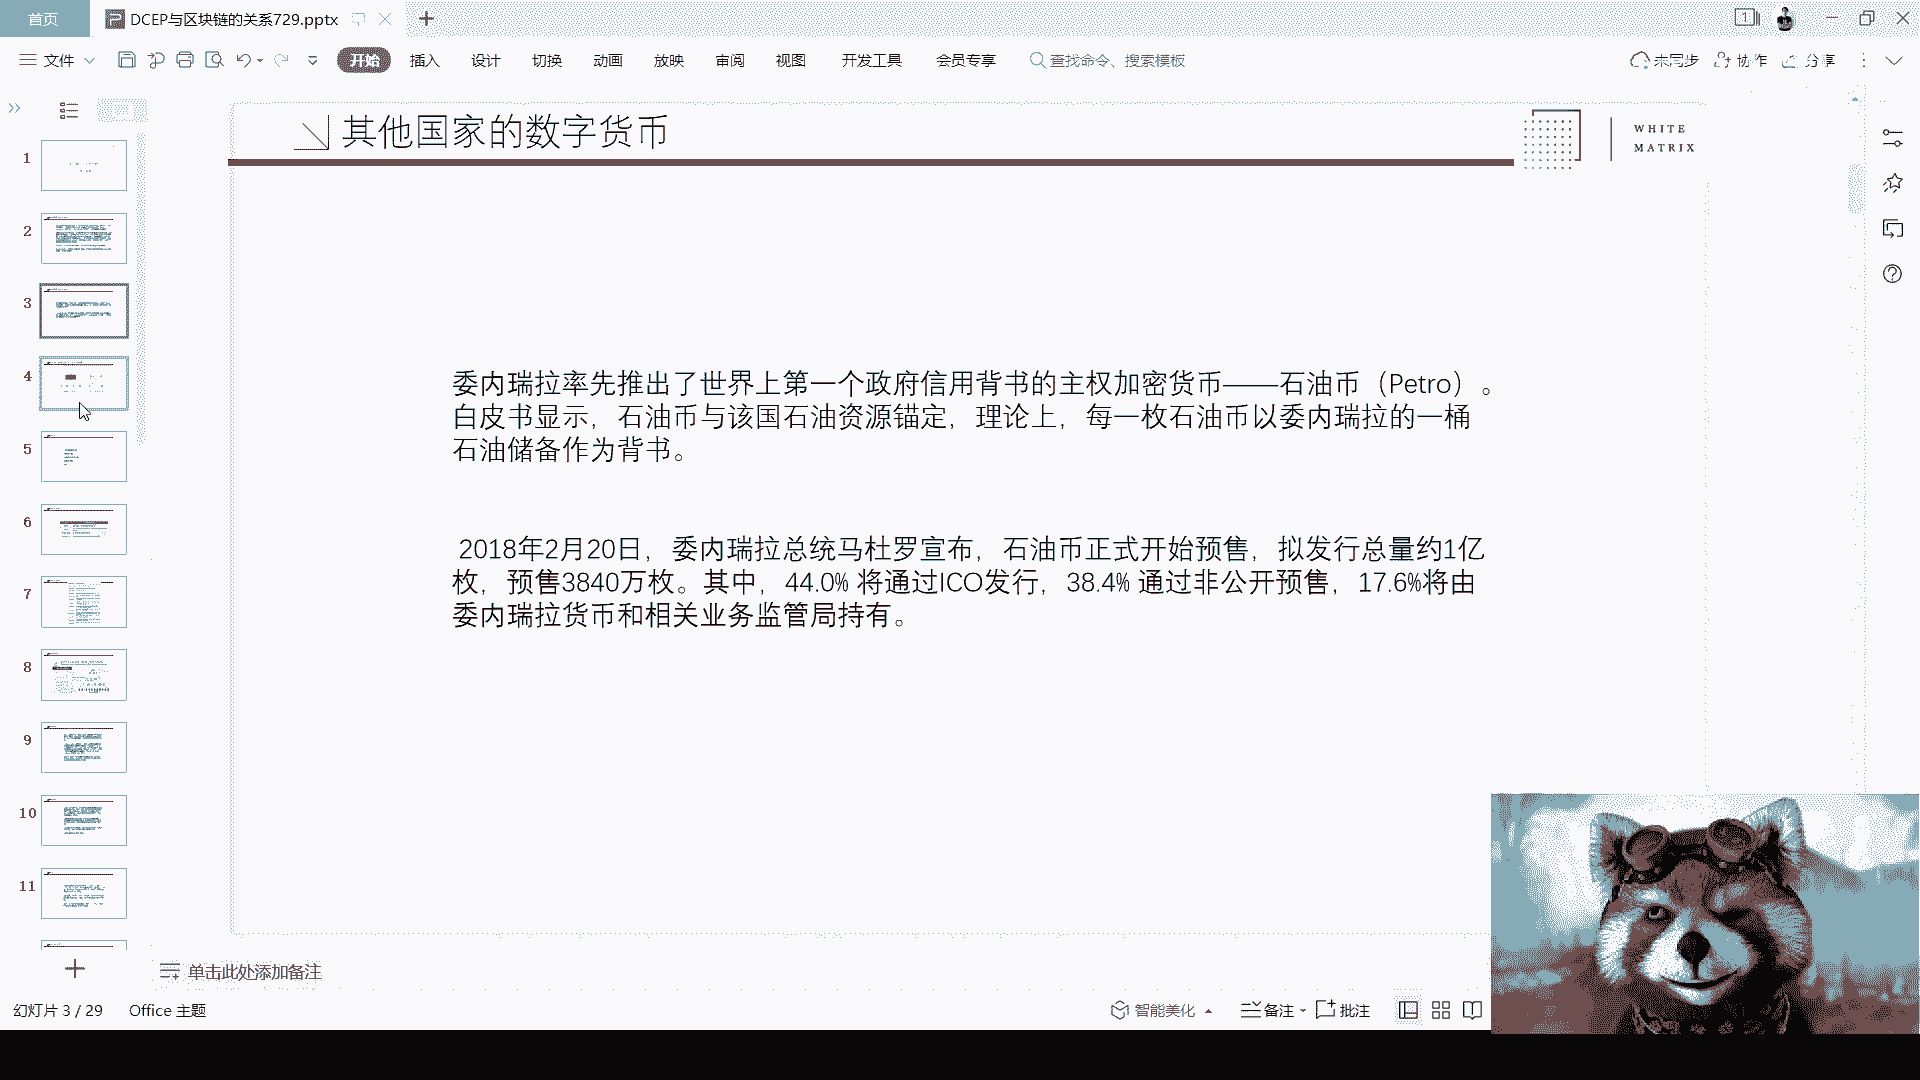 首页
DCEP与区块链的关系729.pptx
文件
开始
插入
设计
切换
动画
放映
审阅
视图
开发工具
会员专享
查找命令、搜索模板
未同步
协作
分享
其他国家的数字货币
WHITE
MATRIX
委内瑞拉率先推出了世界上第一个政府信用背书的主权加密货币——石油币（Petro）。
白皮书显示，石油币与该国石油资源锚定，理论上，每一枚石油币以委内瑞拉的一桶
石油储备作为背书。
2018年2月20日，委内瑞拉总统马杜罗宣布，石油币正式开始预售，拟发行总量约1亿
枚，预售3840万枚。其中，44.0% 将通过ICO发行，38.4% 通过非公开预售，17.6%将由
委内瑞拉货币和相关业务监管局持有。
1
2
3
4
5
6
7
8
9
10
11
单击此处添加备注
幻灯片 3 / 29
Office 主题
智能美化
备注
批注